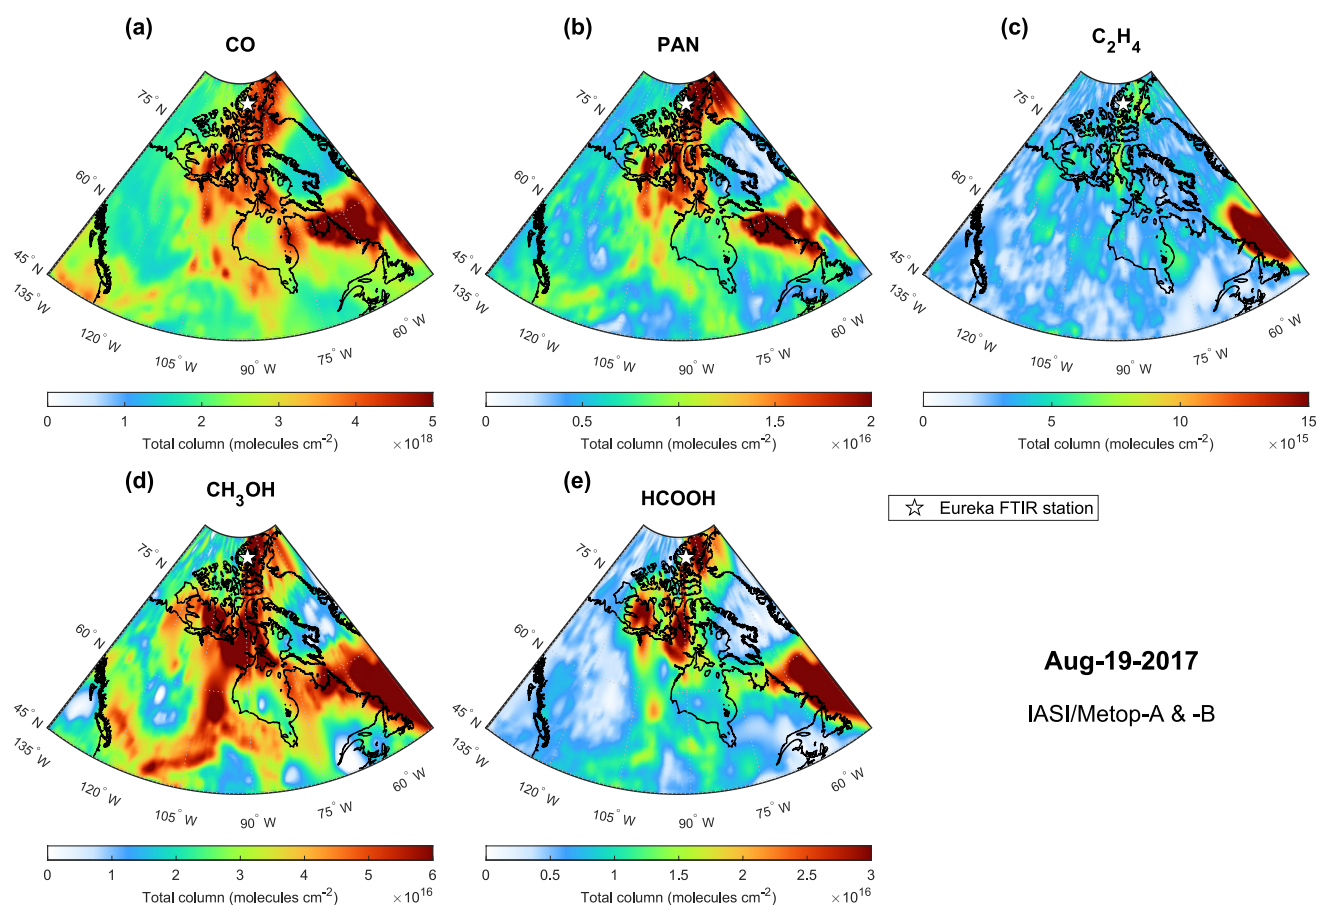 (a)
CO
75° N
60° N
45° N
135° W
120° W
105° W
90° W
75° W
60° W
0 1 2 3 4 5
Total column (molecules cm⁻²) ×10¹⁸
(b)
PAN
75° N
60° N
45° N
135° W
120° W
105° W
90° W
75° W
60° W
0 0.5 1 1.5 2
Total column (molecules cm⁻²) ×10¹⁶
(c)
C₂H₄
75° N
60° N
45° N
135° W
120° W
105° W
90° W
75° W
60° W
0 5 10 15
Total column (molecules cm⁻²) ×10¹⁵
(d)
CH₃OH
75° N
60° N
45° N
135° W
120° W
105° W
90° W
75° W
60° W
0 1 2 3 4 5 6
Total column (molecules cm⁻²) ×10¹⁶
(e)
HCOOH
75° N
60° N
45° N
135° W
120° W
105° W
90° W
75° W
60° W
0 0.5 1 1.5 2 2.5 3
Total column (molecules cm⁻²) ×10¹⁶
☆ Eureka FTIR station
Aug-19-2017
IASI/Metop-A & -B